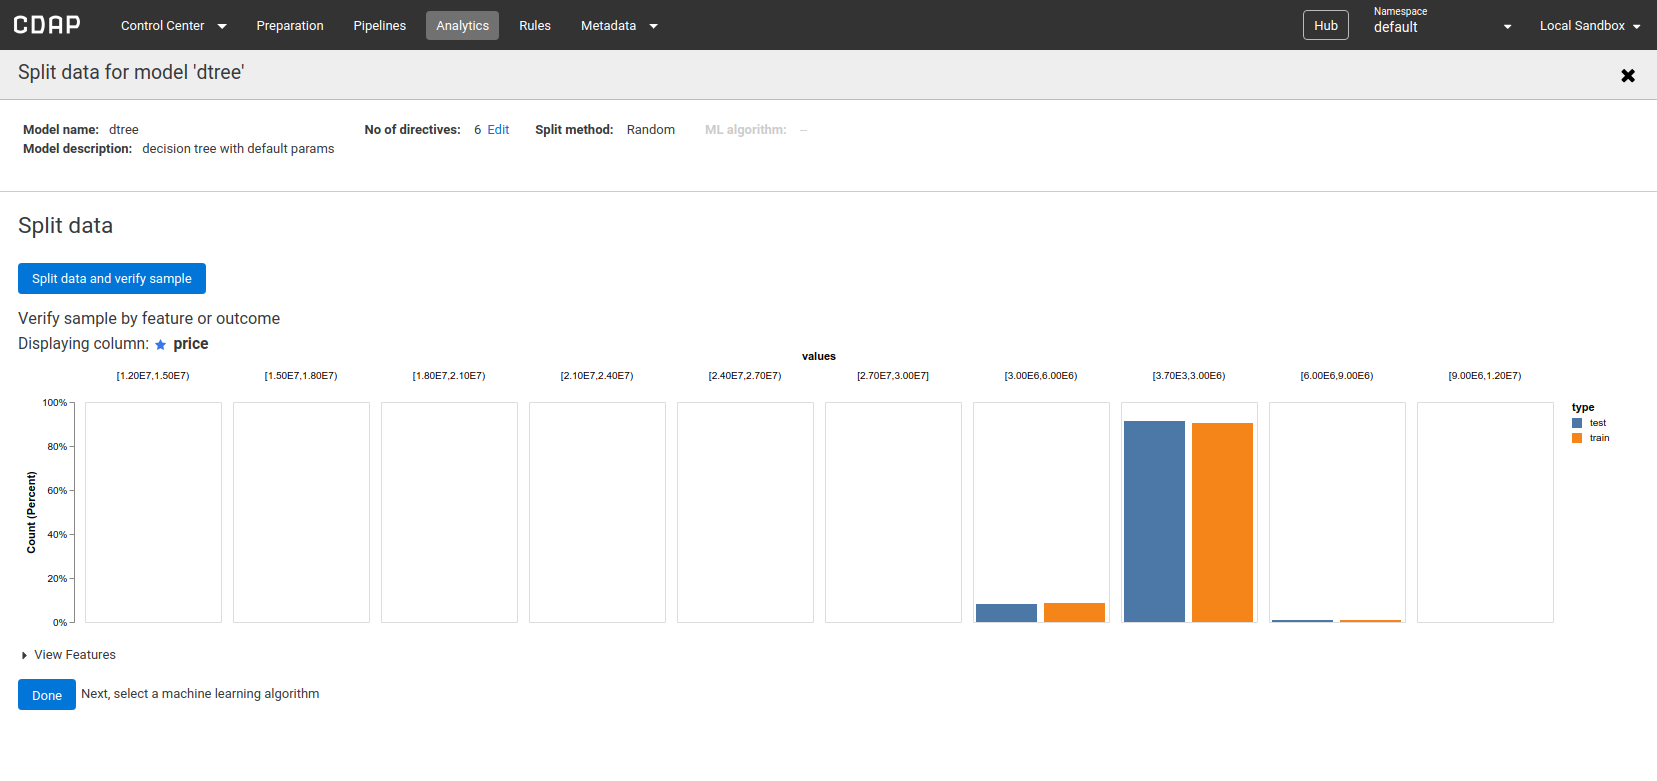 CDAP Control Center Preparation Pipelines Analytics Rules Metadata Hub Namespace default Local Sandbox
Split data for model 'dtree'
Model name: dtree No of directives: 6 Edit Split method: Random ML algorithm: --
Model description: decision tree with default params
Split data
Split data and verify sample
Verify sample by feature or outcome
Displaying column: price
values
[1.20E7,1.50E7) [1.50E7,1.80E7) [1.80E7,2.10E7) [2.10E7,2.40E7) [2.40E7,2.70E7) [2.70E7,3.00E7] [3.00E6,6.00E6) [3.70E3,3.00E6) [6.00E6,9.00E6) [9.00E6,1.20E7)
100%
80%
60%
40%
20%
0%
Count (Percent)
type
test
train
View Features
Done Next, select a machine learning algorithm